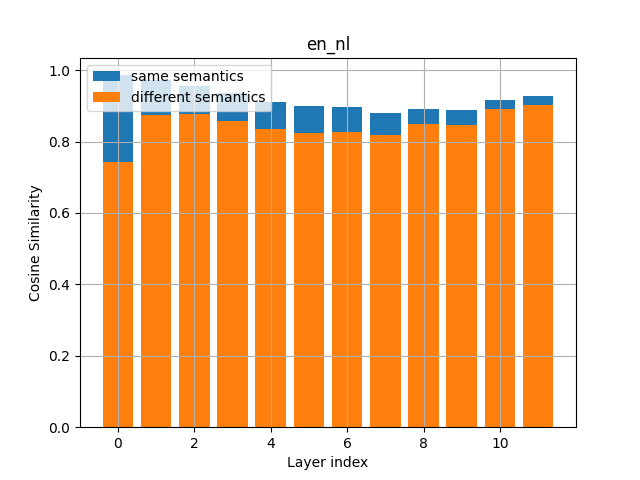 en_nl
same semantics
different semantics
1.0
0.8
0.6
0.4
0.2
0.0
Cosine Similarity
0 2 4 6 8 10
Layer index